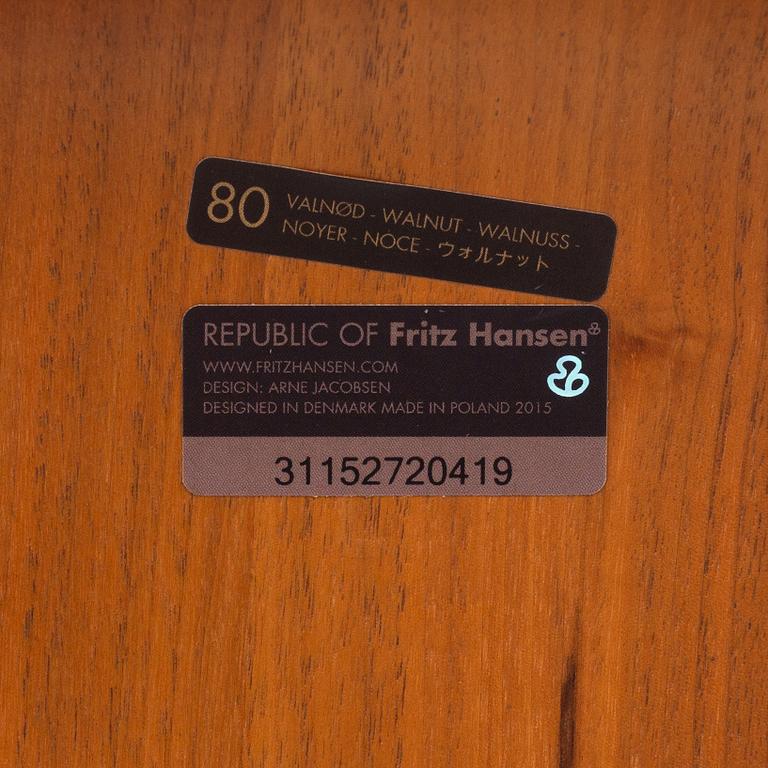 80
VALNØD - WALNUT - WALNUSS -
NOYER - NOCE - ウォルナット
REPUBLIC OF Fritz Hansen
WWW.FRITZHANSEN.COM
DESIGN: ARNE JACOBSEN
DESIGNED IN DENMARK MADE IN POLAND 2015
31152720419